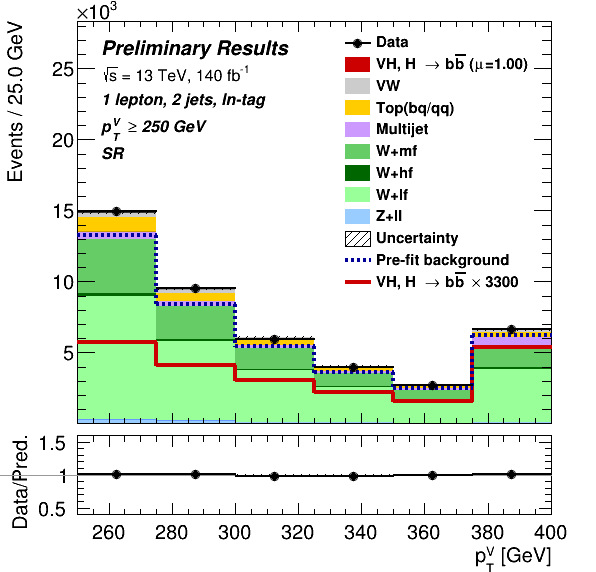 ×10³
Events / 25.0 GeV
25
20
15
10
5
Preliminary Results
√s = 13 TeV, 140 fb⁻¹
1 lepton, 2 jets, ln-tag
p_T^V ≥ 250 GeV
SR
Data
VH, H → bb̅ (μ=1.00)
VW
Top(bq/qq)
Multijet
W+mf
W+hf
W+lf
Z+ll
Uncertainty
Pre-fit background
VH, H → bb̅ × 3300
Data/Pred.
1.5
1
0.5
260 280 300 320 340 360 380 400
p_T^V [GeV]